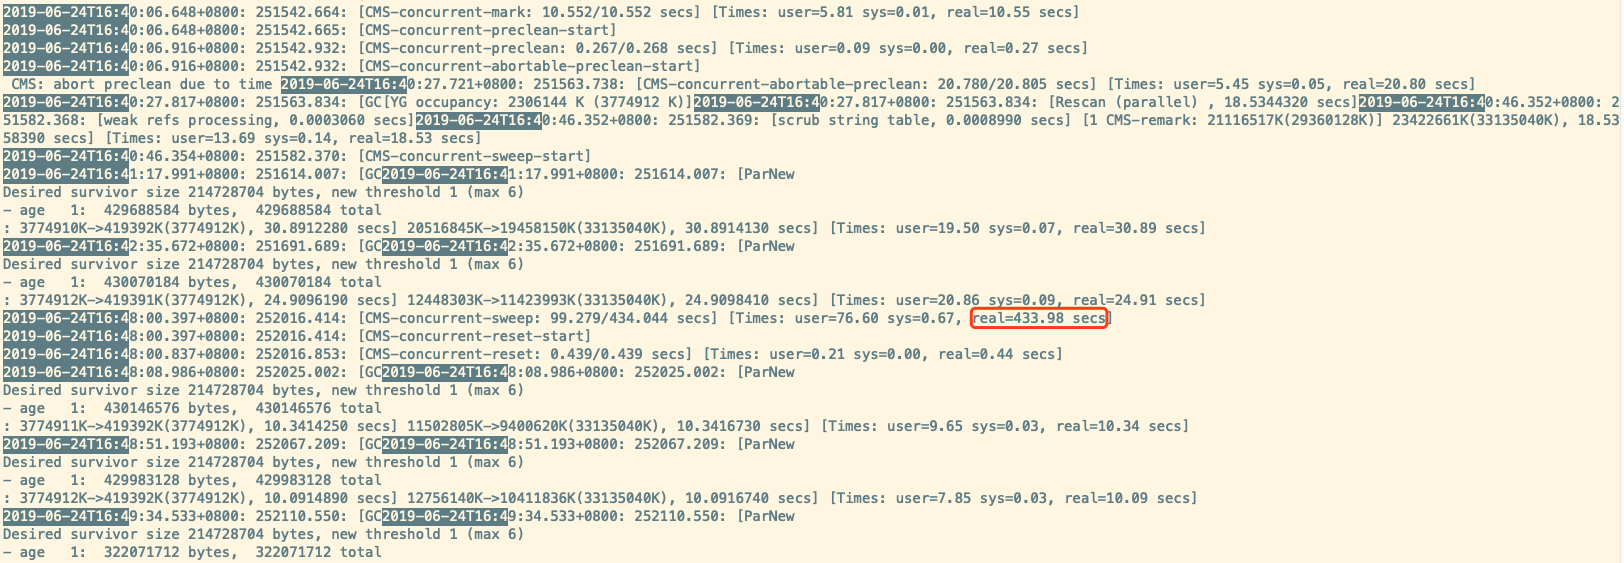 2019-06-24T16:40:06.648+0800: 251542.664: [CMS-concurrent-mark: 10.552/10.552 secs] [Times: user=5.81 sys=0.01, real=10.55 secs]
2019-06-24T16:40:06.648+0800: 251542.665: [CMS-concurrent-preclean-start]
2019-06-24T16:40:06.916+0800: 251542.932: [CMS-concurrent-preclean: 0.267/0.268 secs] [Times: user=0.09 sys=0.00, real=0.27 secs]
2019-06-24T16:40:06.916+0800: 251542.932: [CMS-concurrent-abortable-preclean-start]
 CMS: abort preclean due to time 2019-06-24T16:40:27.721+0800: 251563.738: [CMS-concurrent-abortable-preclean: 20.780/20.805 secs] [Times: user=5.45 sys=0.05, real=20.80 secs]
2019-06-24T16:40:27.817+0800: 251563.834: [GC[YG occupancy: 2306144 K (3774912 K)]2019-06-24T16:40:27.817+0800: 251563.834: [Rescan (parallel) , 18.5344320 secs]2019-06-24T16:40:46.352+0800: 2
51582.368: [weak refs processing, 0.0003060 secs]2019-06-24T16:40:46.352+0800: 251582.369: [scrub string table, 0.0008990 secs] [1 CMS-remark: 21116517K(29360128K)] 23422661K(33135040K), 18.53
58390 secs] [Times: user=13.69 sys=0.14, real=18.53 secs]
2019-06-24T16:40:46.354+0800: 251582.370: [CMS-concurrent-sweep-start]
2019-06-24T16:41:17.991+0800: 251614.007: [GC2019-06-24T16:41:17.991+0800: 251614.007: [ParNew
Desired survivor size 214728704 bytes, new threshold 1 (max 6)
- age   1:  429688584 bytes,  429688584 total
: 3774910K->419392K(3774912K), 30.8912280 secs] 20516845K->19458150K(33135040K), 30.8914130 secs] [Times: user=19.50 sys=0.07, real=30.89 secs]
2019-06-24T16:42:35.672+0800: 251691.689: [GC2019-06-24T16:42:35.672+0800: 251691.689: [ParNew
Desired survivor size 214728704 bytes, new threshold 1 (max 6)
- age   1:  430070184 bytes,  430070184 total
: 3774912K->419391K(3774912K), 24.9096190 secs] 12448303K->11423993K(33135040K), 24.9098410 secs] [Times: user=20.86 sys=0.09, real=24.91 secs]
2019-06-24T16:48:00.397+0800: 252016.414: [CMS-concurrent-sweep: 99.279/434.044 secs] [Times: user=76.60 sys=0.67, real=433.98 secs]
2019-06-24T16:48:00.397+0800: 252016.414: [CMS-concurrent-reset-start]
2019-06-24T16:48:00.837+0800: 252016.853: [CMS-concurrent-reset: 0.439/0.439 secs] [Times: user=0.21 sys=0.00, real=0.44 secs]
2019-06-24T16:48:08.986+0800: 252025.002: [GC2019-06-24T16:48:08.986+0800: 252025.002: [ParNew
Desired survivor size 214728704 bytes, new threshold 1 (max 6)
- age   1:  430146576 bytes,  430146576 total
: 3774911K->419392K(3774912K), 10.3414250 secs] 11502805K->9400620K(33135040K), 10.3416730 secs] [Times: user=9.65 sys=0.03, real=10.34 secs]
2019-06-24T16:48:51.193+0800: 252067.209: [GC2019-06-24T16:48:51.193+0800: 252067.209: [ParNew
Desired survivor size 214728704 bytes, new threshold 1 (max 6)
- age   1:  429983128 bytes,  429983128 total
: 3774912K->419392K(3774912K), 10.0914890 secs] 12756140K->10411836K(33135040K), 10.0916740 secs] [Times: user=7.85 sys=0.03, real=10.09 secs]
2019-06-24T16:49:34.533+0800: 252110.550: [GC2019-06-24T16:49:34.533+0800: 252110.550: [ParNew
Desired survivor size 214728704 bytes, new threshold 1 (max 6)
- age   1:  322071712 bytes,  322071712 total